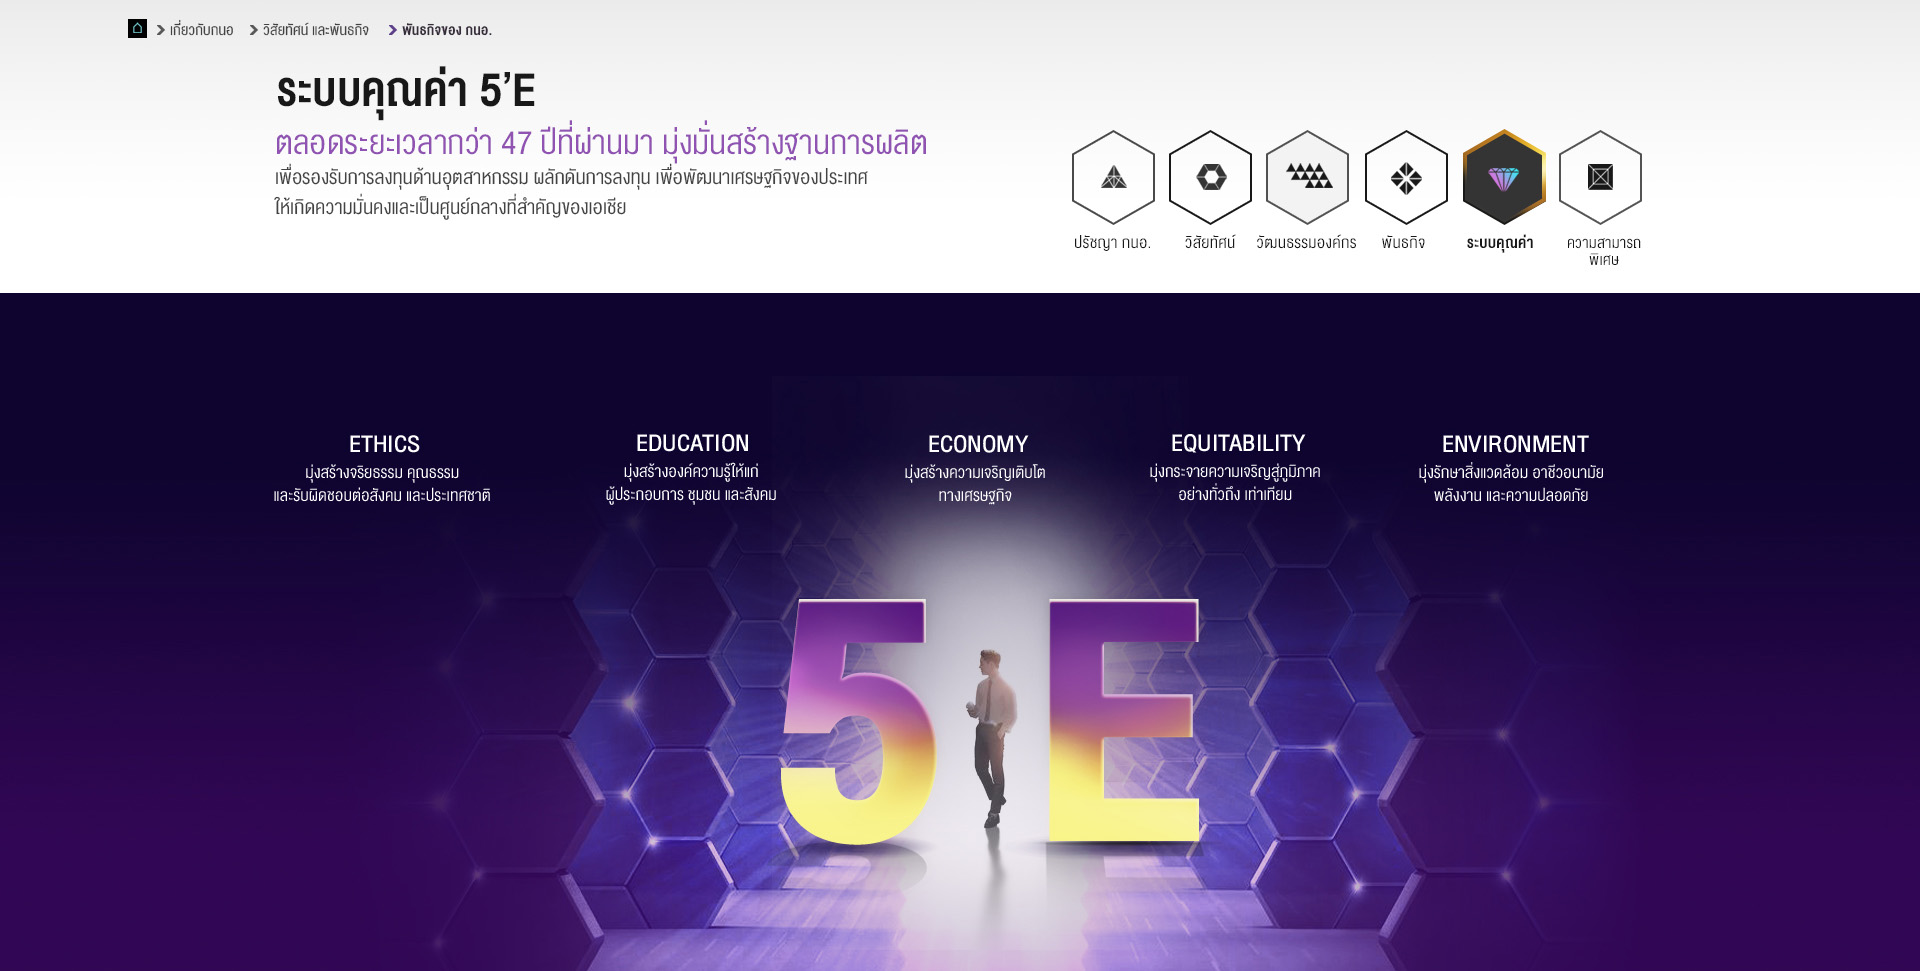 เกี่ยวกับกนอ วิสัยทัศน์ และพันธกิจ พันธกิจของ กนอ.
ระบบคุณค่า 5’E
ตลอดระยะเวลากว่า 47 ปีที่ผ่านมา มุ่งมั่นสร้างฐานการผลิต
เพื่อรองรับการลงทุนด้านอุตสาหกรรม ผลักดันการลงทุน เพื่อพัฒนาเศรษฐกิจของประเทศ
ให้เกิดความมั่นคงและเป็นศูนย์กลางที่สำคัญของเอเชีย
ปรัชญา กนอ.
วิสัยทัศน์
วัฒนธรรมองค์กร
พันธกิจ
ระบบคุณค่า
ความสามารถ
พิเศษ
ETHICS
มุ่งสร้างจริยธรรม คุณธรรม
และรับผิดชอบต่อสังคม และประเทศชาติ
EDUCATION
มุ่งสร้างองค์ความรู้ให้แก่
ผู้ประกอบการ ชุมชน และสังคม
ECONOMY
มุ่งสร้างความเจริญเติบโต
ทางเศรษฐกิจ
EQUITABILITY
มุ่งกระจายความเจริญสู่ภูมิภาค
อย่างทั่วถึง เท่าเทียม
ENVIRONMENT
มุ่งรักษาสิ่งแวดล้อม อาชีวอนามัย
พลังงาน และความปลอดภัย
5 E